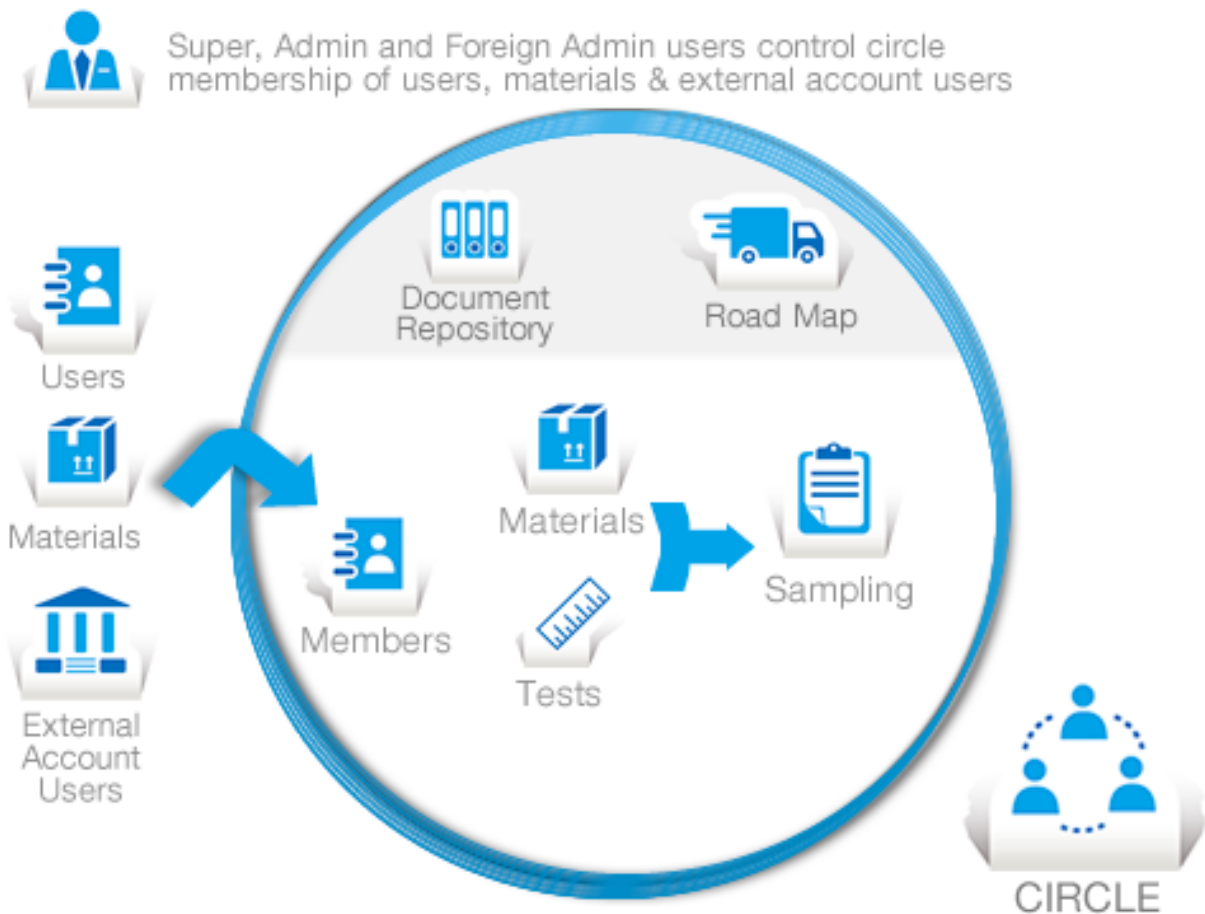 Super, Admin and Foreign Admin users control circle
membership of users, materials & external account users
Document
Repository
Road Map
Users
Materials
Materials
Members
Sampling
Tests
External
Account
Users
CIRCLE